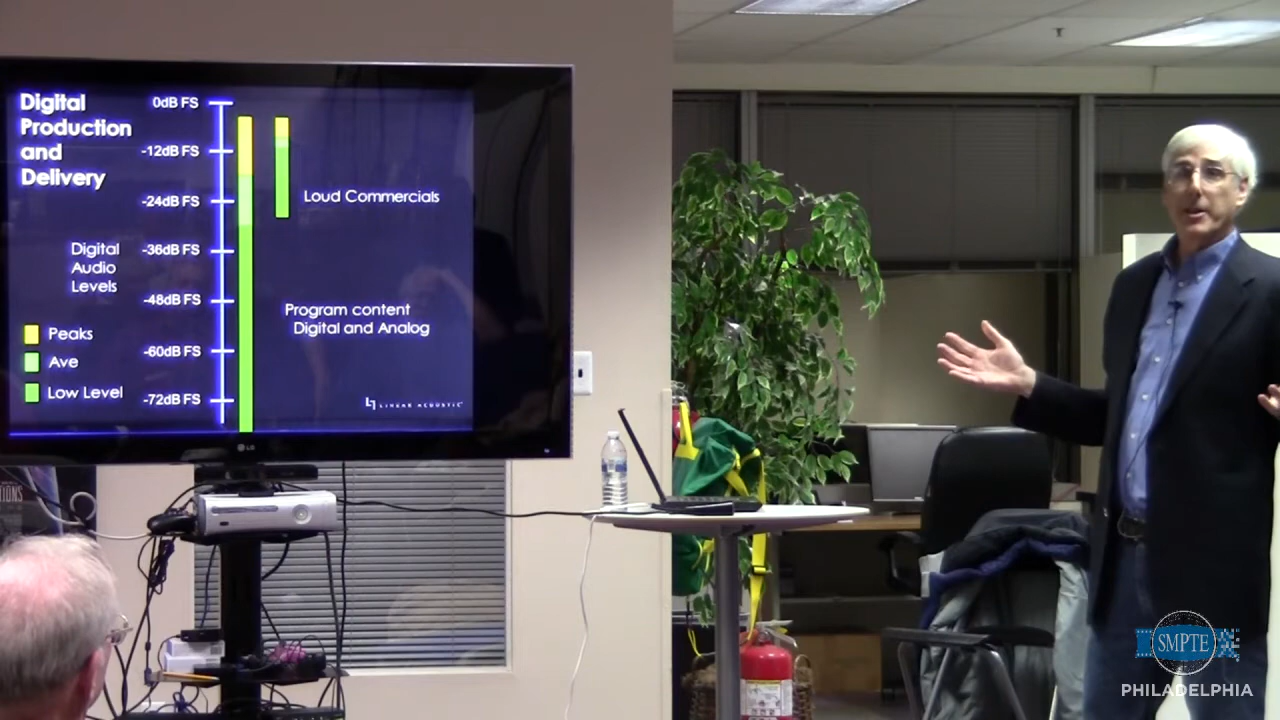 Digital
Production
and
Delivery
0dB FS
-12dB FS
-24dB FS
-36dB FS
-48dB FS
-60dB FS
-72dB FS
Digital
Audio
Levels
Peaks
Ave
Low Level
Loud Commercials
Program content
Digital and Analog
LINEAR ACOUSTIC
LG
SMPTE
PHILADELPHIA